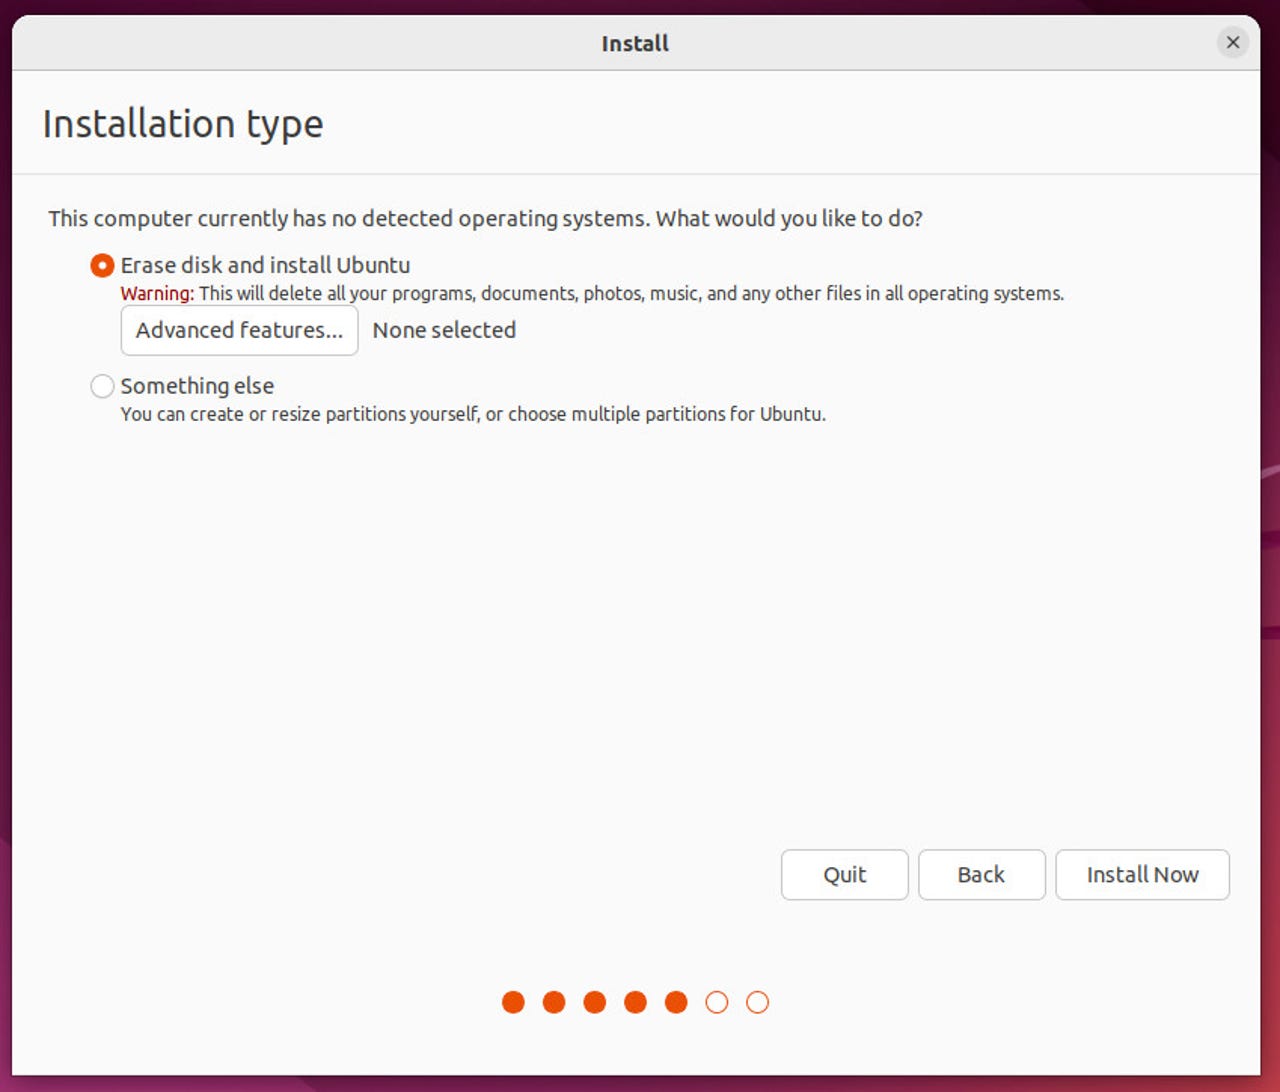 Install
Installation type
This computer currently has no detected operating systems. What would you like to do?
Erase disk and install Ubuntu
Warning: This will delete all your programs, documents, photos, music, and any other files in all operating systems.
Advanced features... None selected
Something else
You can create or resize partitions yourself, or choose multiple partitions for Ubuntu.
Quit Back Install Now